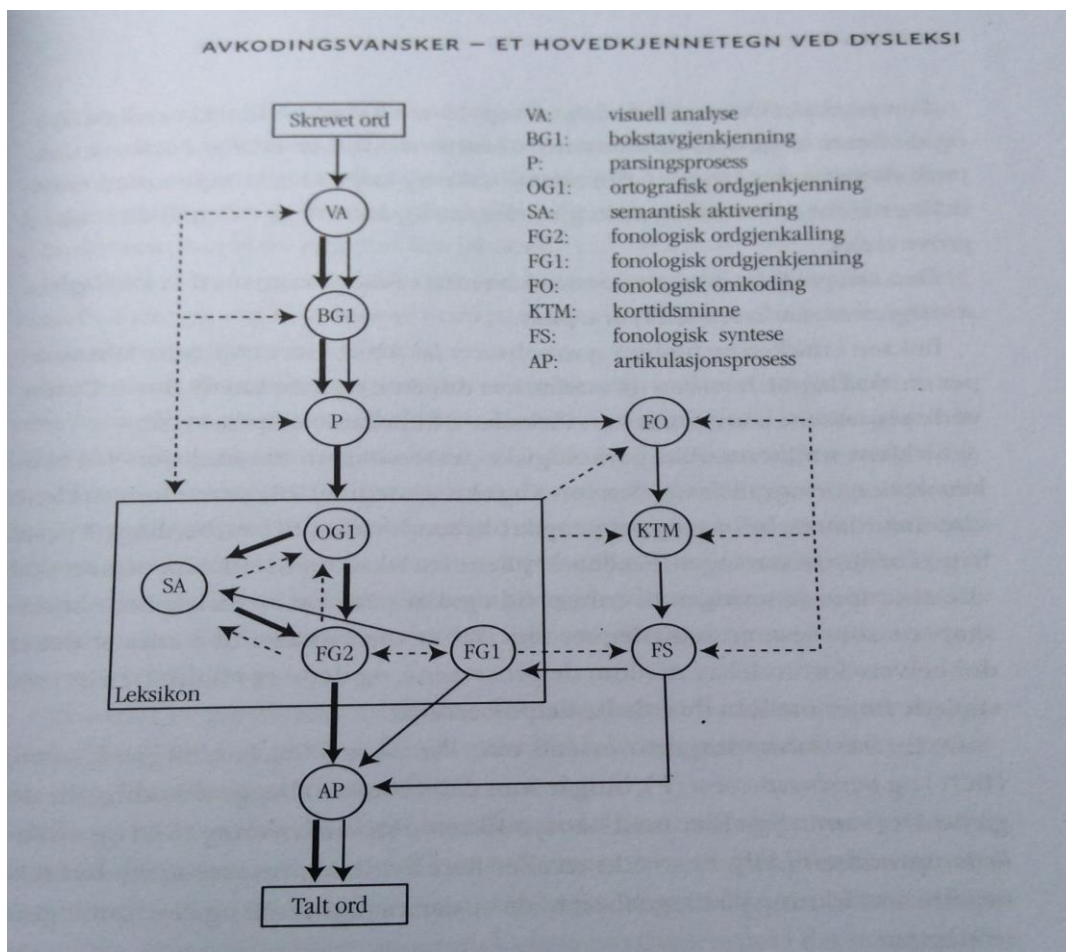 AVKODINGSVANSKER – ET HOVEDKJENNETEGN VED DYSLEKSI
Skrevet ord
VA: visuell analyse
BG1: bokstavgjenkjenning
P: parsingsprosess
OG1: ortografisk ordgjenkjenning
SA: semantisk aktivering
FG2: fonologisk ordgjenkalling
FG1: fonologisk ordgjenkjenning
FO: fonologisk omkoding
KTM: korttidsminne
FS: fonologisk syntese
AP: artikulasjonsprosess
VA
BG1
P
FO
OG1
KTM
SA
FG2
FG1
FS
Leksikon
AP
Talt ord